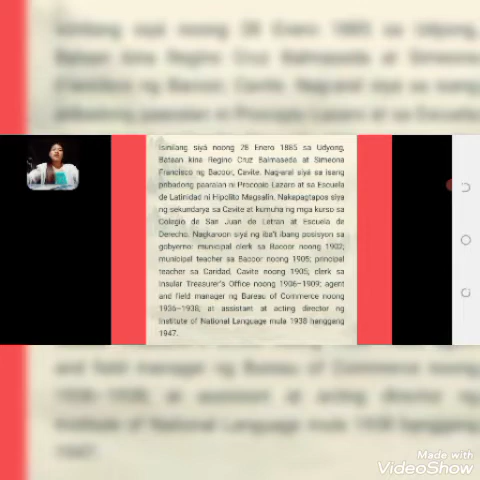 isinilang siya noong 28 Enero 1885 sa Udyong,
Bataan kina Regino Cruz Balmaseda at Simeona
Francisco ng Bacoor, Cavite. Nag-aral siya sa isang
pribadong paaralan ni Procopio Lazaro at sa Escuela
de Latinidad ni Hipolito Magsalin. Nakapagtapos siya
ng sekundarya sa Cavite at kumuha ng mga kurso sa
Colegio de San Juan de Letran at Escuela de
Derecho. Nagkaroon siya ng iba't ibang posisyon sa
gobyerno: municipal clerk sa Bacoor noong 1902;
municipal teacher sa Bacoor noong 1905; principal
teacher sa Caridad, Cavite noong 1905; clerk sa
Insular Treasurer's Office noong 1906–1909; agent
and field manager ng Bureau of Commerce noong
1936–1938; at assistant at acting director ng
Institute of National Language mula 1938 hanggang
1947.
Made with
VideoShow